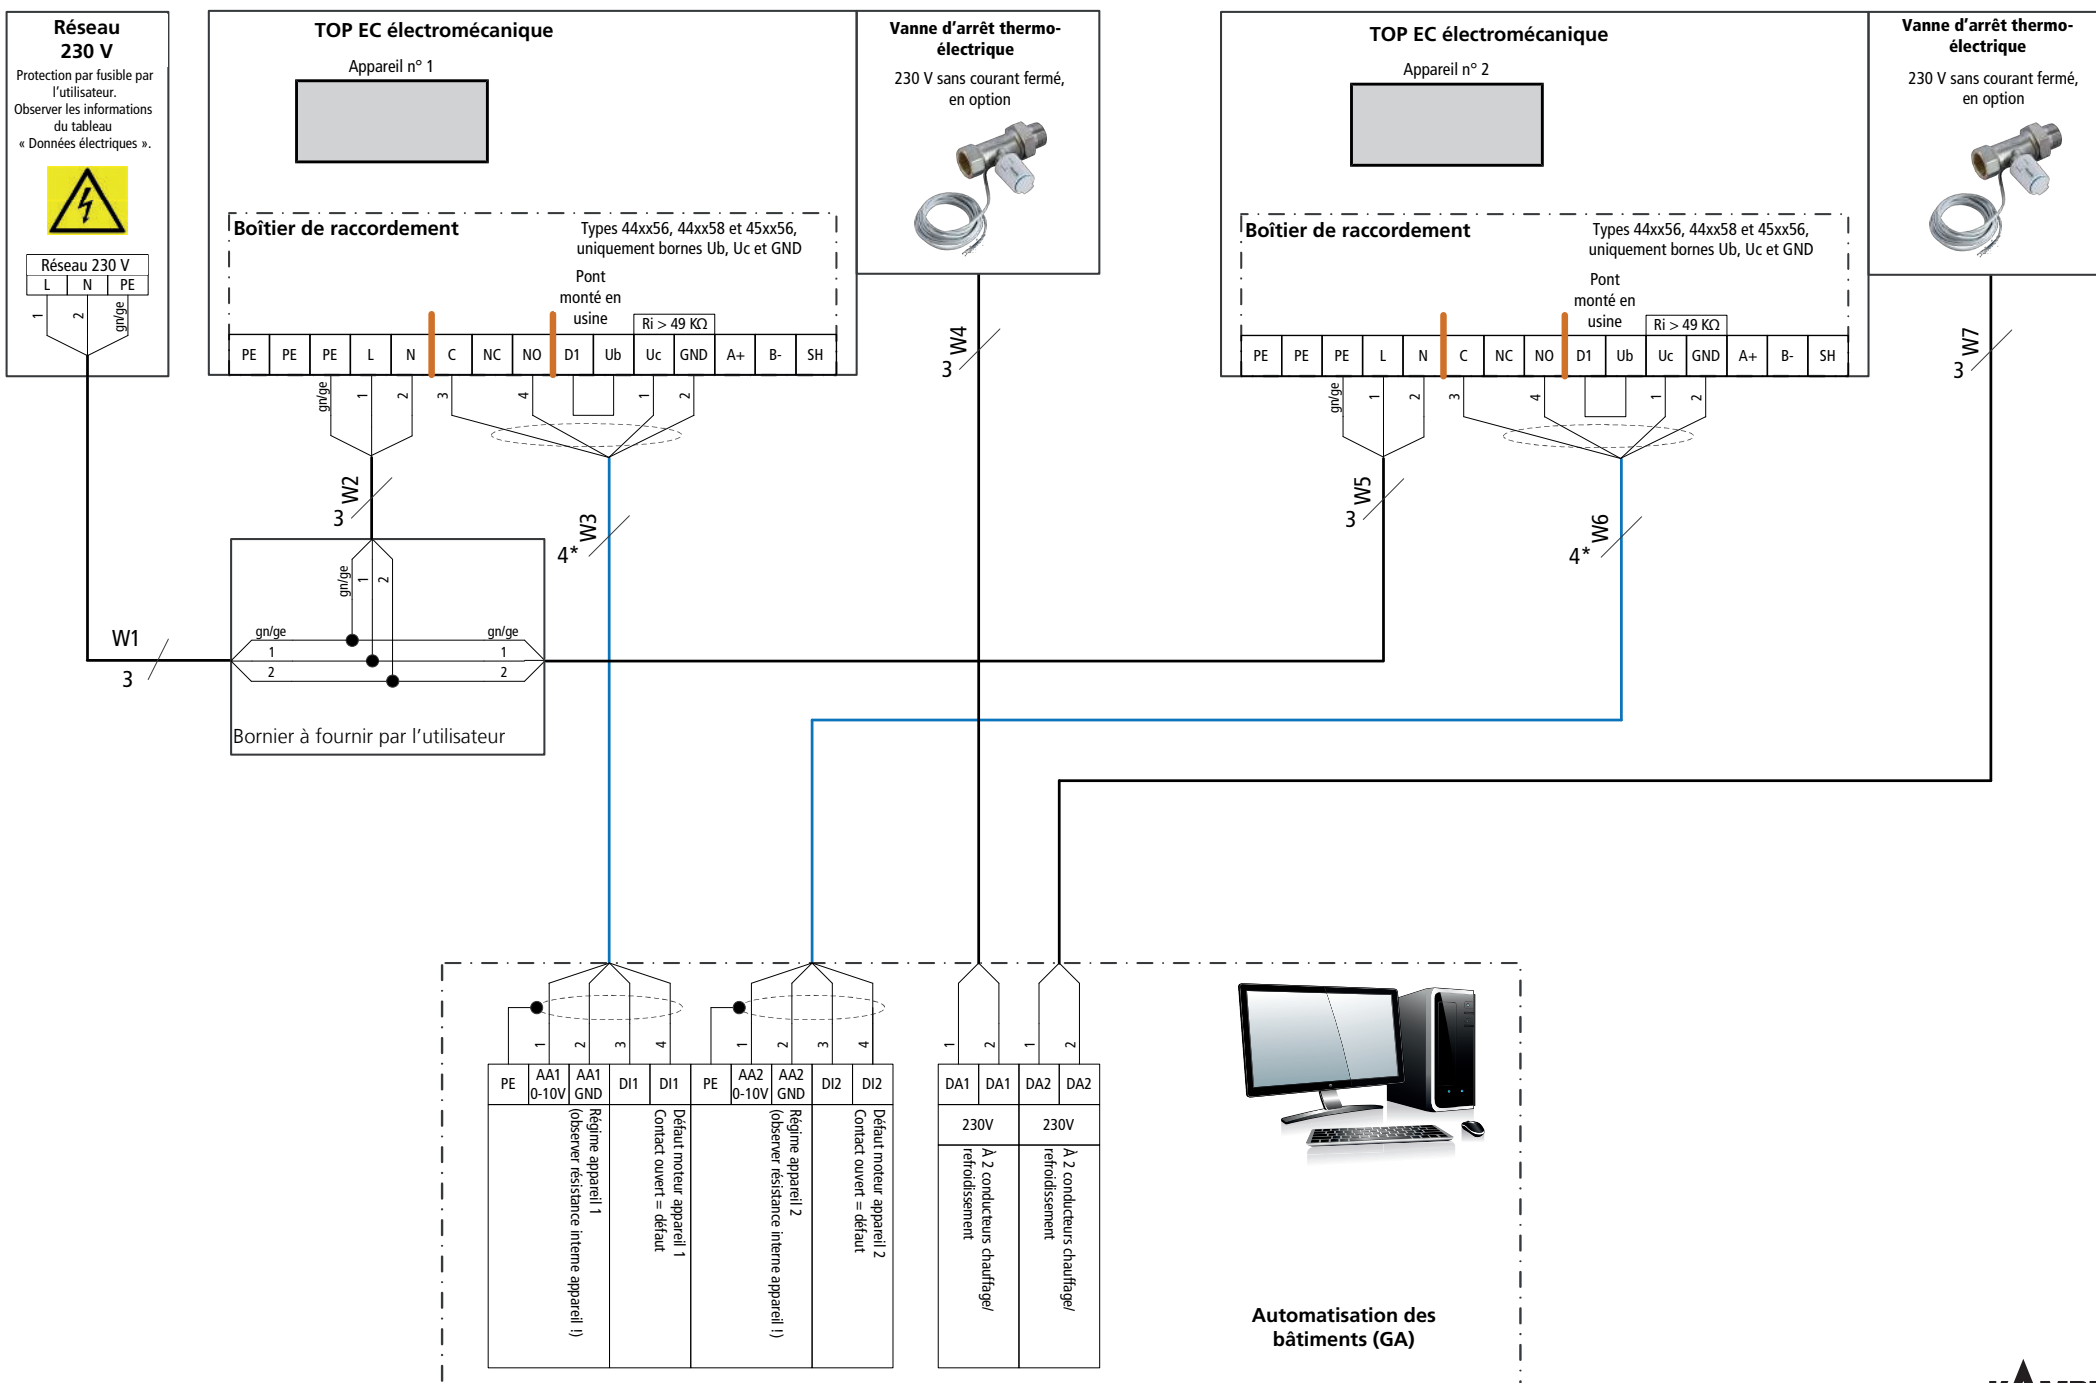 Réseau
230 V
Protection par fusible par
l'utilisateur.
Observer les informations
du tableau
« Données électriques ».
Réseau 230 V
L N PE
1 2 gn/ge
TOP EC électromécanique
Appareil n° 1
Boîtier de raccordement
Types 44xx56, 44xx58 et 45xx56,
uniquement bornes Ub, Uc et GND
Pont
monté en
usine
Ri > 49 KΩ
PE PE PE L N C NC NO D1 Ub Uc GND A+ B- SH
gn/ge 1 2 3 4 1 2
Vanne d'arrêt thermo-
électrique
230 V sans courant fermé,
en option
TOP EC électromécanique
Appareil n° 2
Boîtier de raccordement
Types 44xx56, 44xx58 et 45xx56,
uniquement bornes Ub, Uc et GND
Pont
monté en
usine
Ri > 49 KΩ
PE PE PE L N C NC NO D1 Ub Uc GND A+ B- SH
gn/ge 1 2 3 4 1 2
Vanne d'arrêt thermo-
électrique
230 V sans courant fermé,
en option
W4
3
W7
3
W2
3
W3
4*
W5
3
W6
4*
W1
3
gn/ge 1 2
gn/ge gn/ge
1 1
2 2
Bornier à fournir par l'utilisateur
1 2 3 4 1 2 3 4 1 2 1 2
PE AA1 AA1 DI1 DI1 PE AA2 AA2 DI2 DI2 DA1 DA1 DA2 DA2
0-10V GND 0-10V GND
230V 230V
Régime appareil 1
(observer résistance interne appareil !)
Défaut moteur appareil 1
Contact ouvert = défaut
Régime appareil 2
(observer résistance interne appareil !)
Défaut moteur appareil 2
Contact ouvert = défaut
À 2 conducteurs chauffage/
refroidissement
À 2 conducteurs chauffage/
refroidissement
Automatisation des
bâtiments (GA)